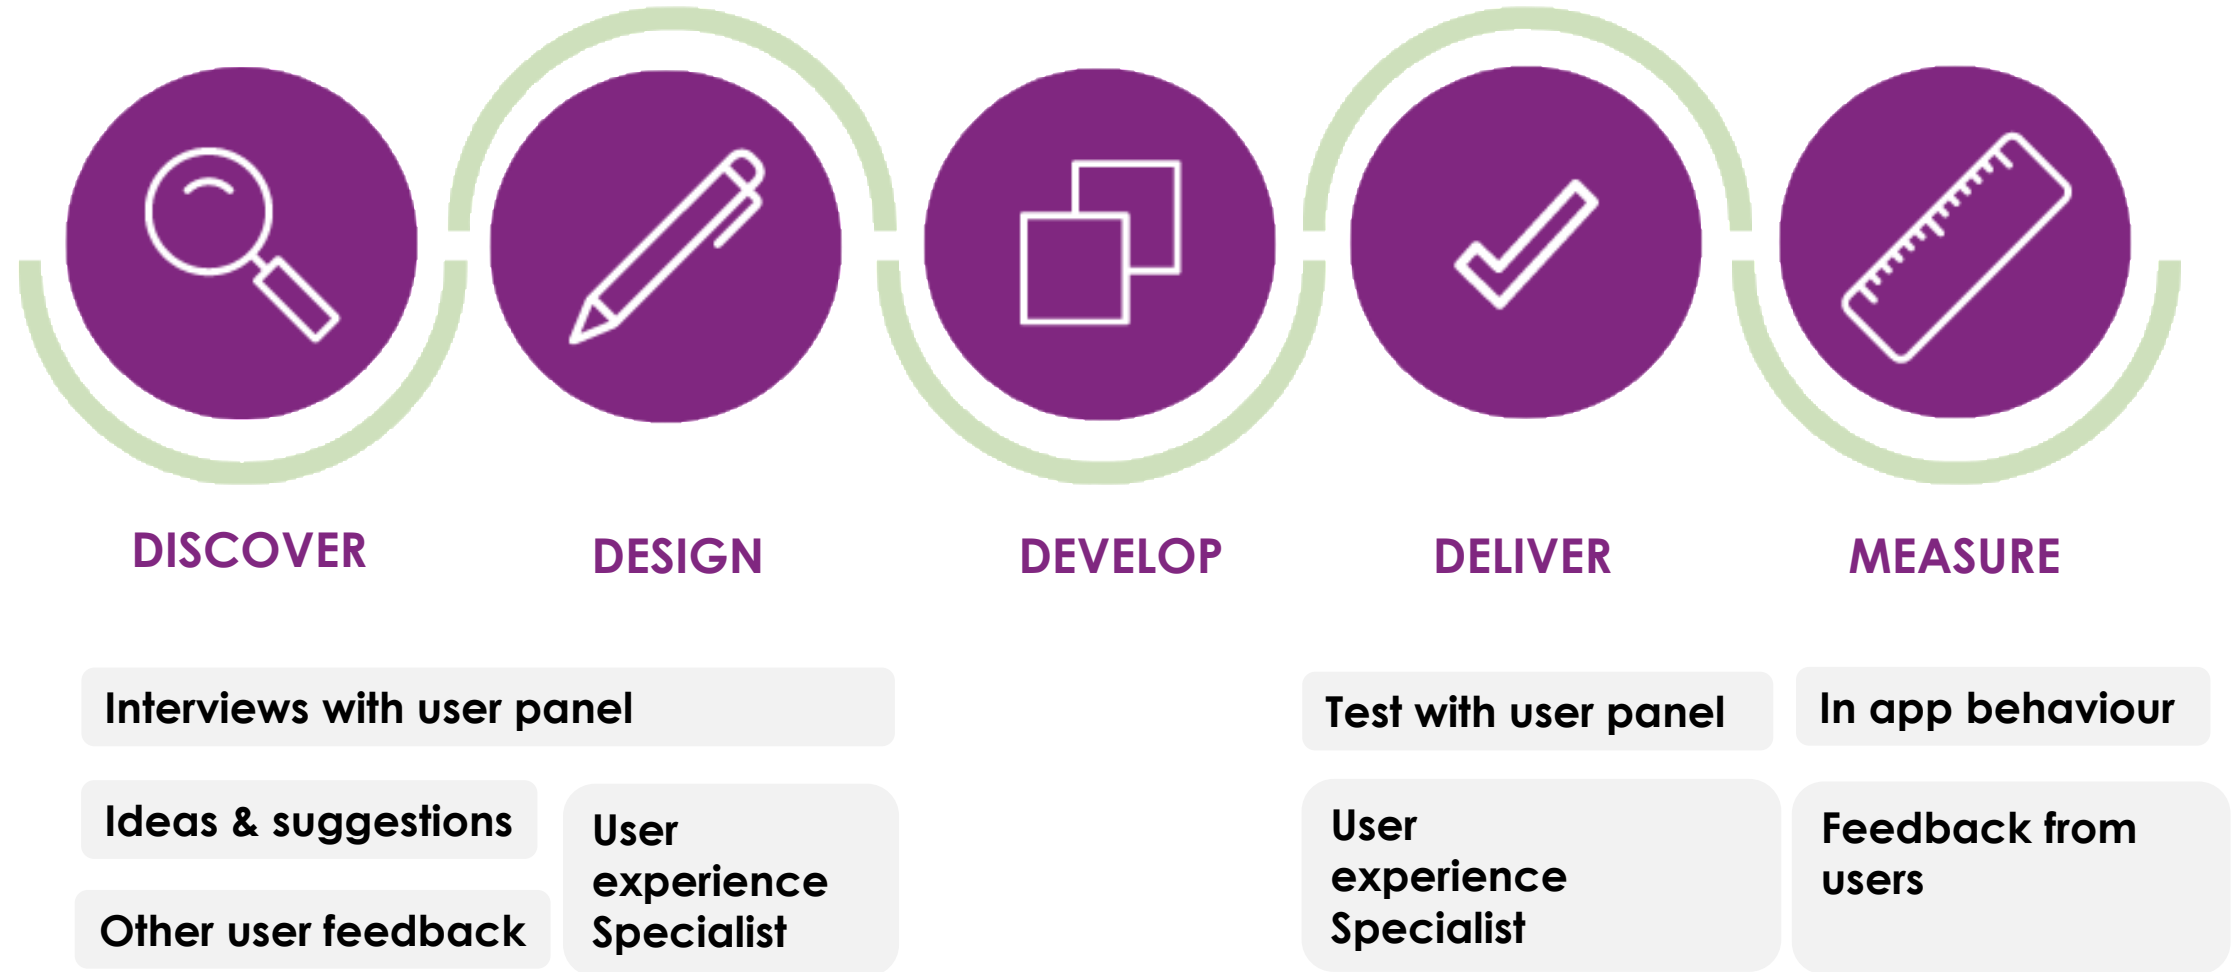 DISCOVER
DESIGN
DEVELOP
DELIVER
MEASURE
Interviews with user panel
Ideas & suggestions
Other user feedback
User
experience
Specialist
Test with user panel
User
experience
Specialist
In app behaviour
Feedback from
users